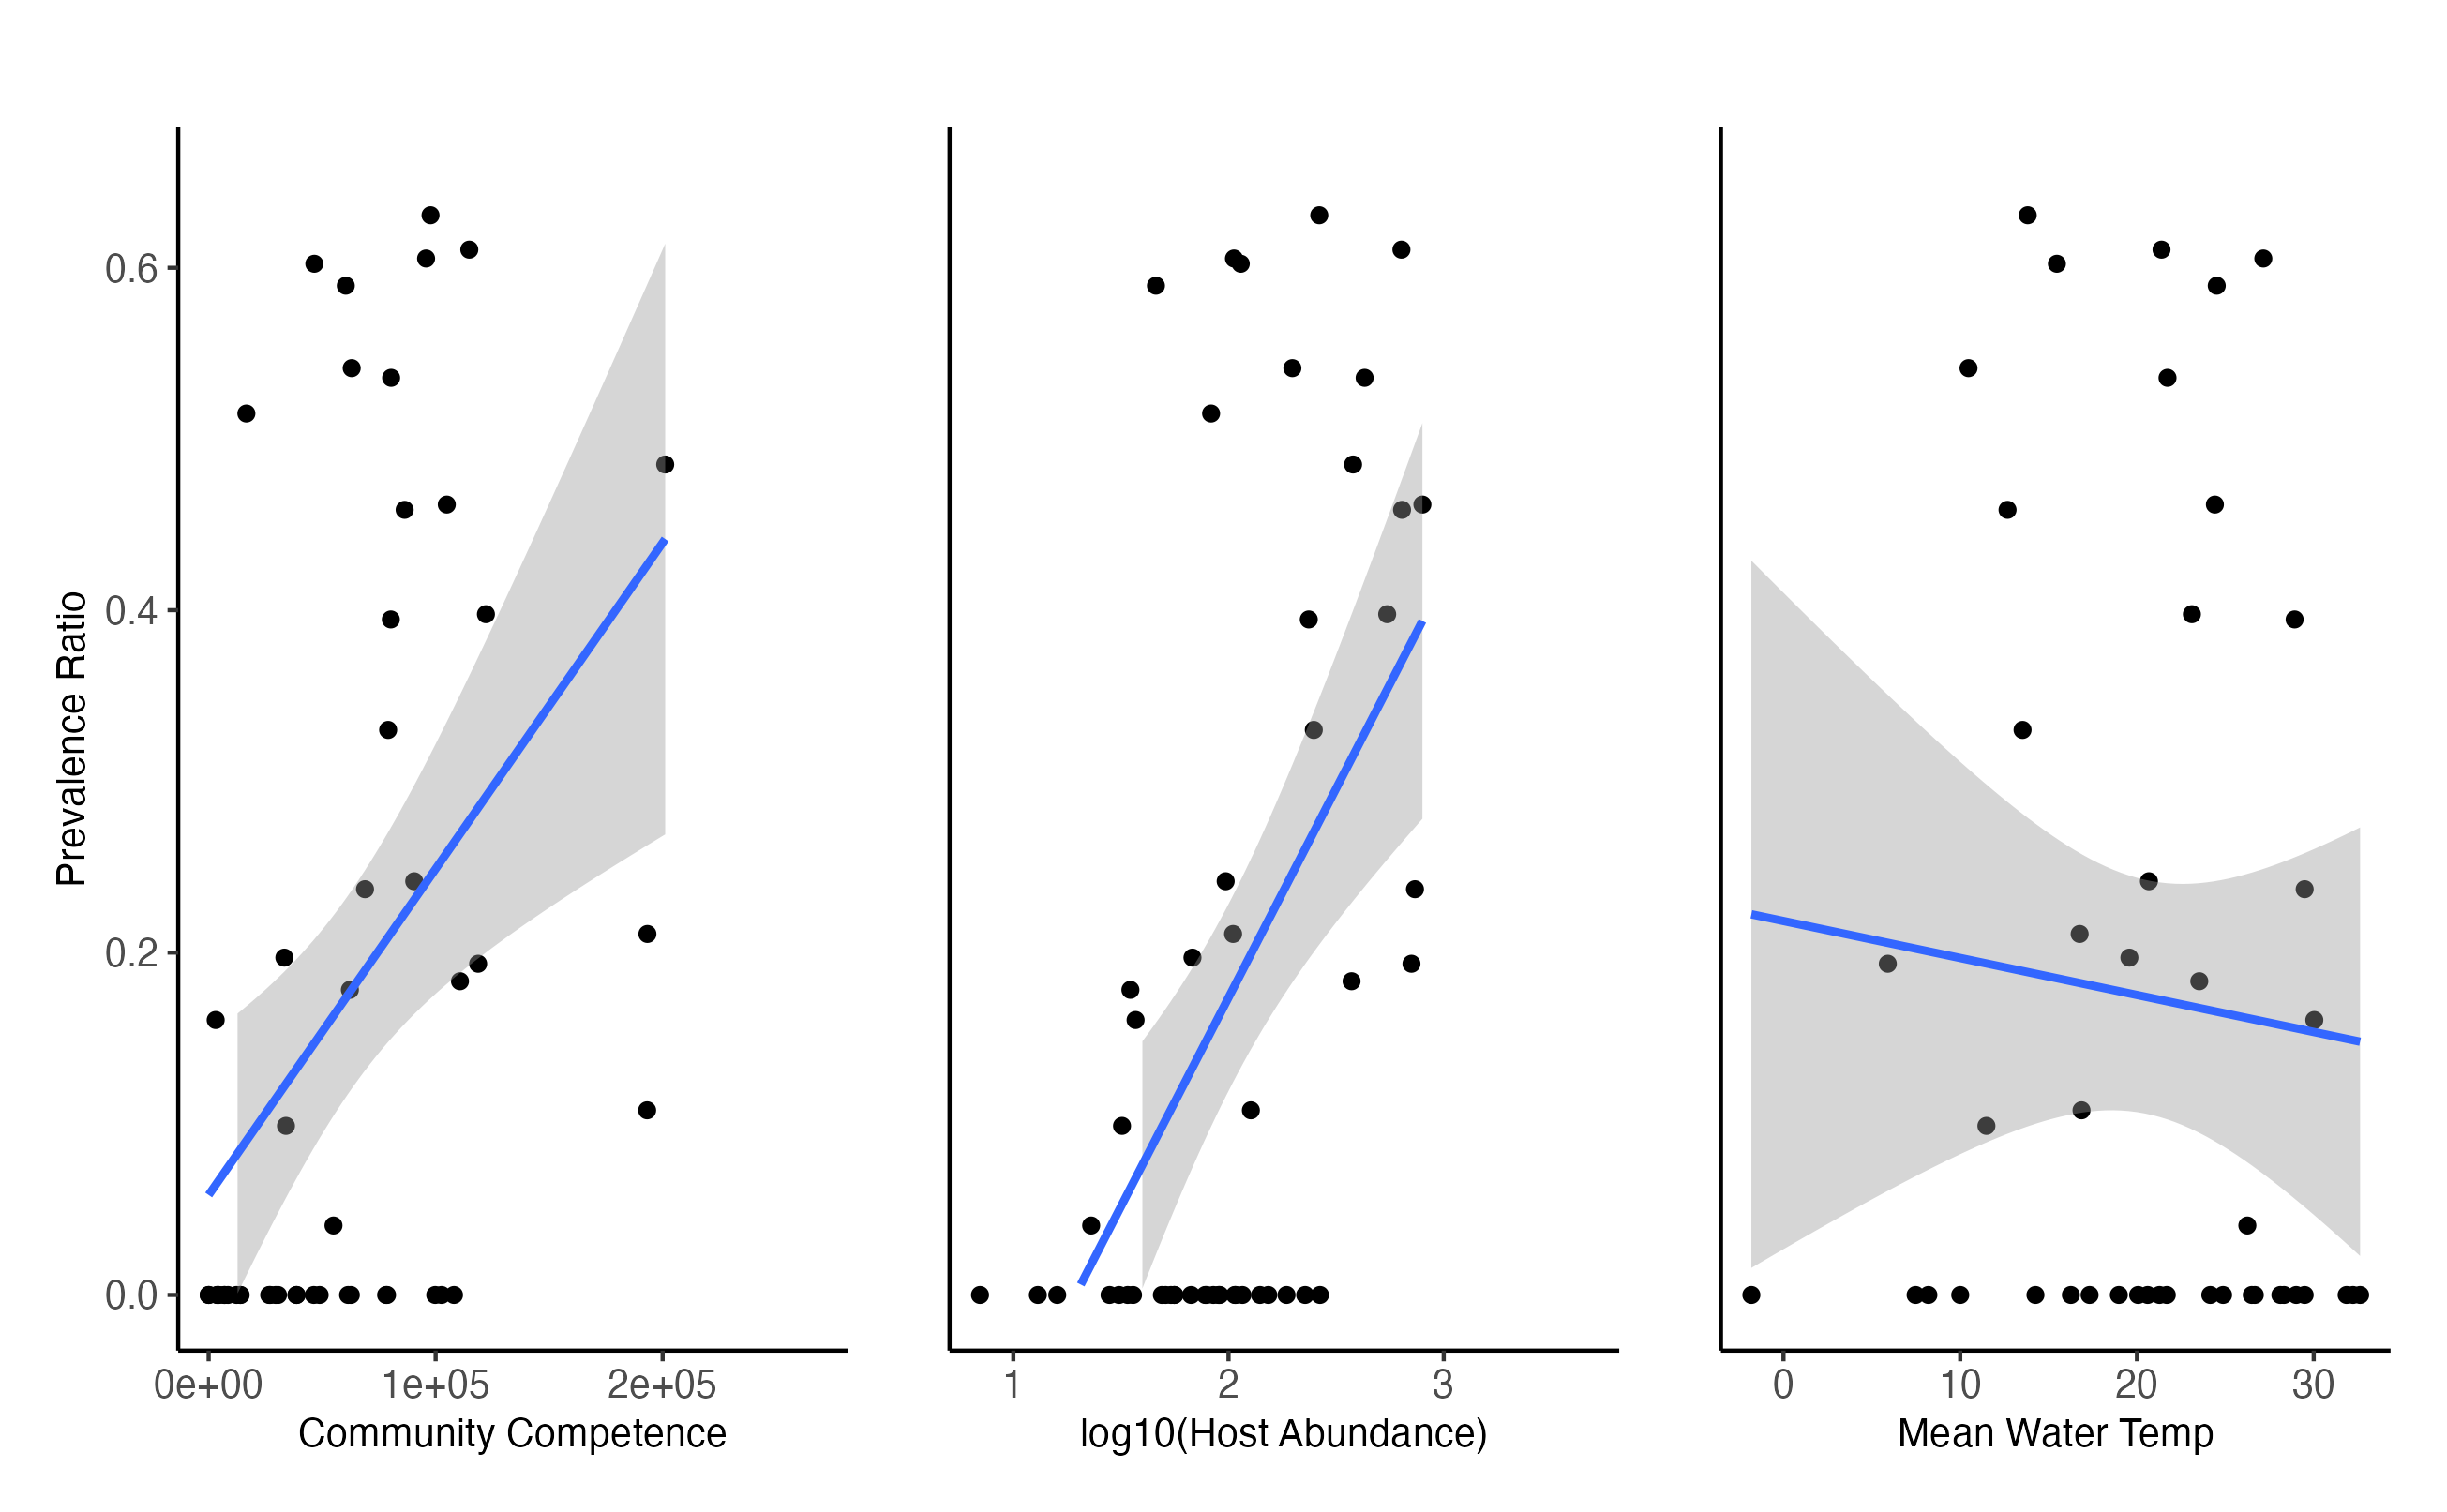 Prevalence Ratio
0.6
0.4
0.2
0.0
0e+00 1e+05 2e+05
Community Competence
1 2 3
log10(Host Abundance)
0 10 20 30
Mean Water Temp